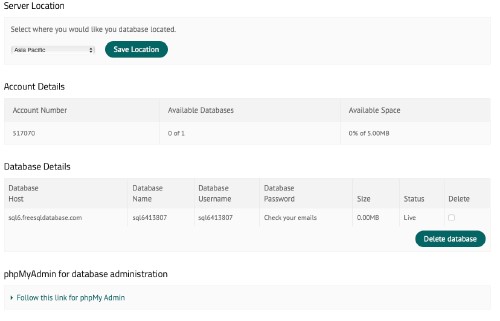 Server Location
Select where you would like you database located.
Asia Pacific
Save Location
Account Details
Account Number Available Databases Available Space
517070 0 of 1 0% of 5.00MB
Database Details
Database Host Database Name Database Username Database Password Size Status Delete
sql6.freesqldatabase.com sql6413807 sql6413807 Check your emails 0.00MB Live
Delete database
phpMyAdmin for database administration
Follow this link for phpMy Admin